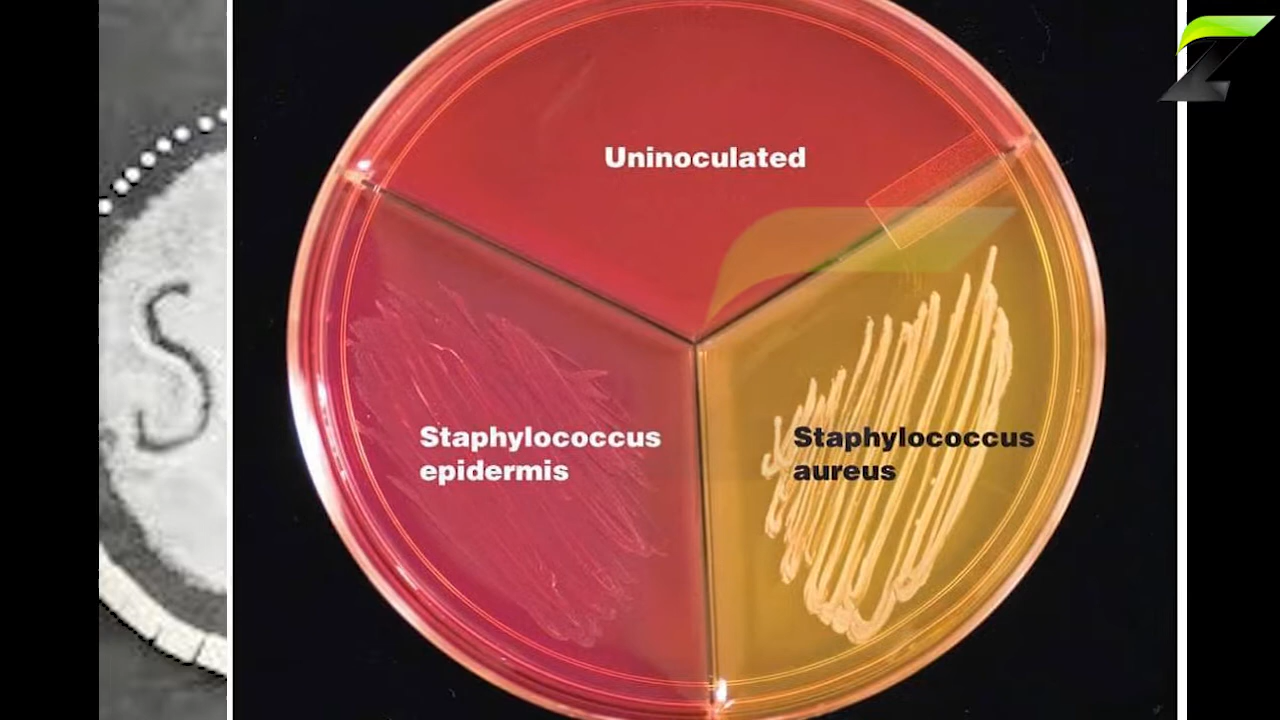 S
Uninoculated
Staphylococcus
epidermis
Staphylococcus
aureus
Z